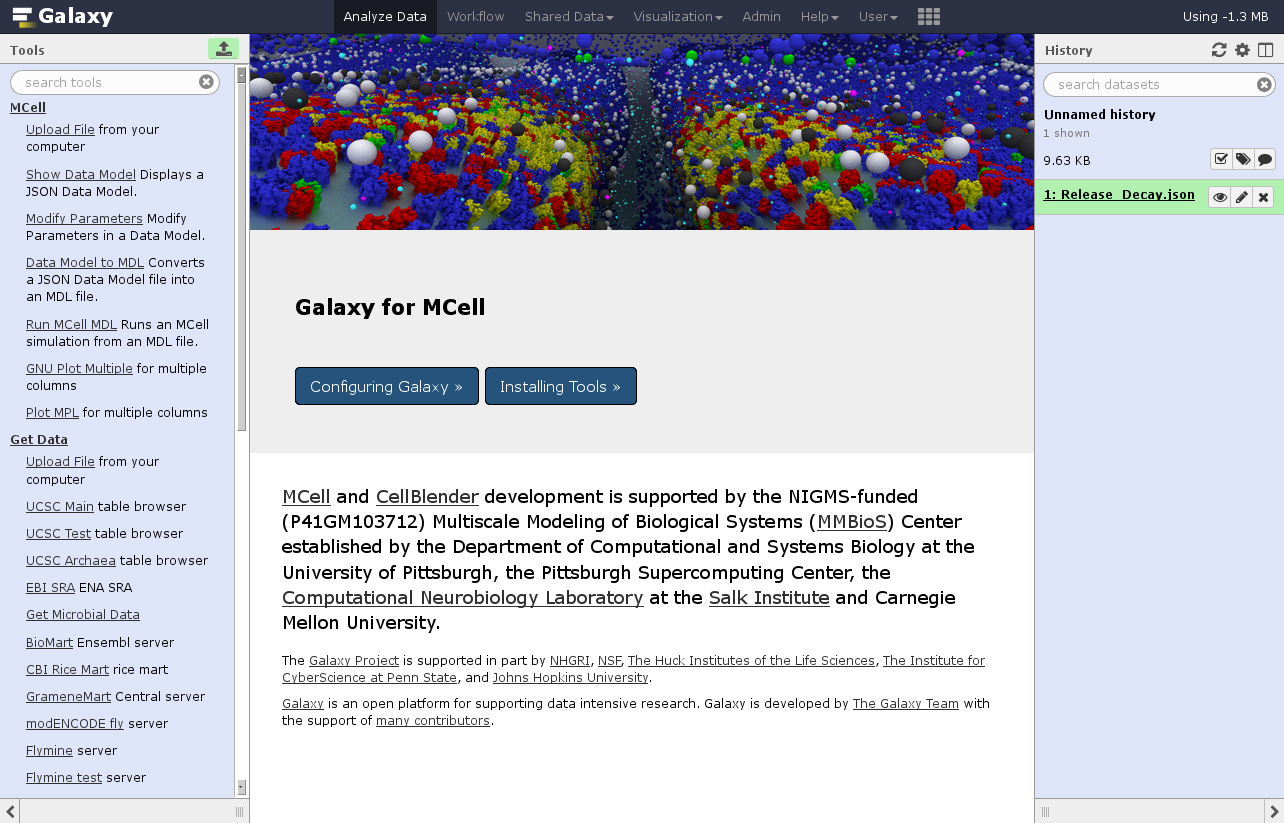 Galaxy
Analyze Data Workflow Shared Data Visualization Admin Help User
Using -1.3 MB
Tools
search tools
MCell
Upload File from your
computer
Show Data Model Displays a
JSON Data Model.
Modify Parameters Modify
Parameters in a Data Model.
Data Model to MDL Converts
a JSON Data Model file into
an MDL file.
Run MCell MDL Runs an MCell
simulation from an MDL file.
GNU Plot Multiple for multiple
columns
Plot MPL for multiple columns
Get Data
Upload File from your
computer
UCSC Main table browser
UCSC Test table browser
UCSC Archaea table browser
EBI SRA ENA SRA
Get Microbial Data
BioMart Ensembl server
CBI Rice Mart rice mart
GrameneMart Central server
modENCODE fly server
Flymine server
Flymine test server
Galaxy for MCell
Configuring Galaxy »
Installing Tools »
MCell and CellBlender development is supported by the NIGMS-funded
(P41GM103712) Multiscale Modeling of Biological Systems (MMBioS) Center
established by the Department of Computational and Systems Biology at the
University of Pittsburgh, the Pittsburgh Supercomputing Center, the
Computational Neurobiology Laboratory at the Salk Institute and Carnegie
Mellon University.
The Galaxy Project is supported in part by NHGRI, NSF, The Huck Institutes of the Life Sciences, The Institute for
CyberScience at Penn State, and Johns Hopkins University.
Galaxy is an open platform for supporting data intensive research. Galaxy is developed by The Galaxy Team with
the support of many contributors.
History
search datasets
Unnamed history
1 shown
9.63 KB
1: Release_Decay.json